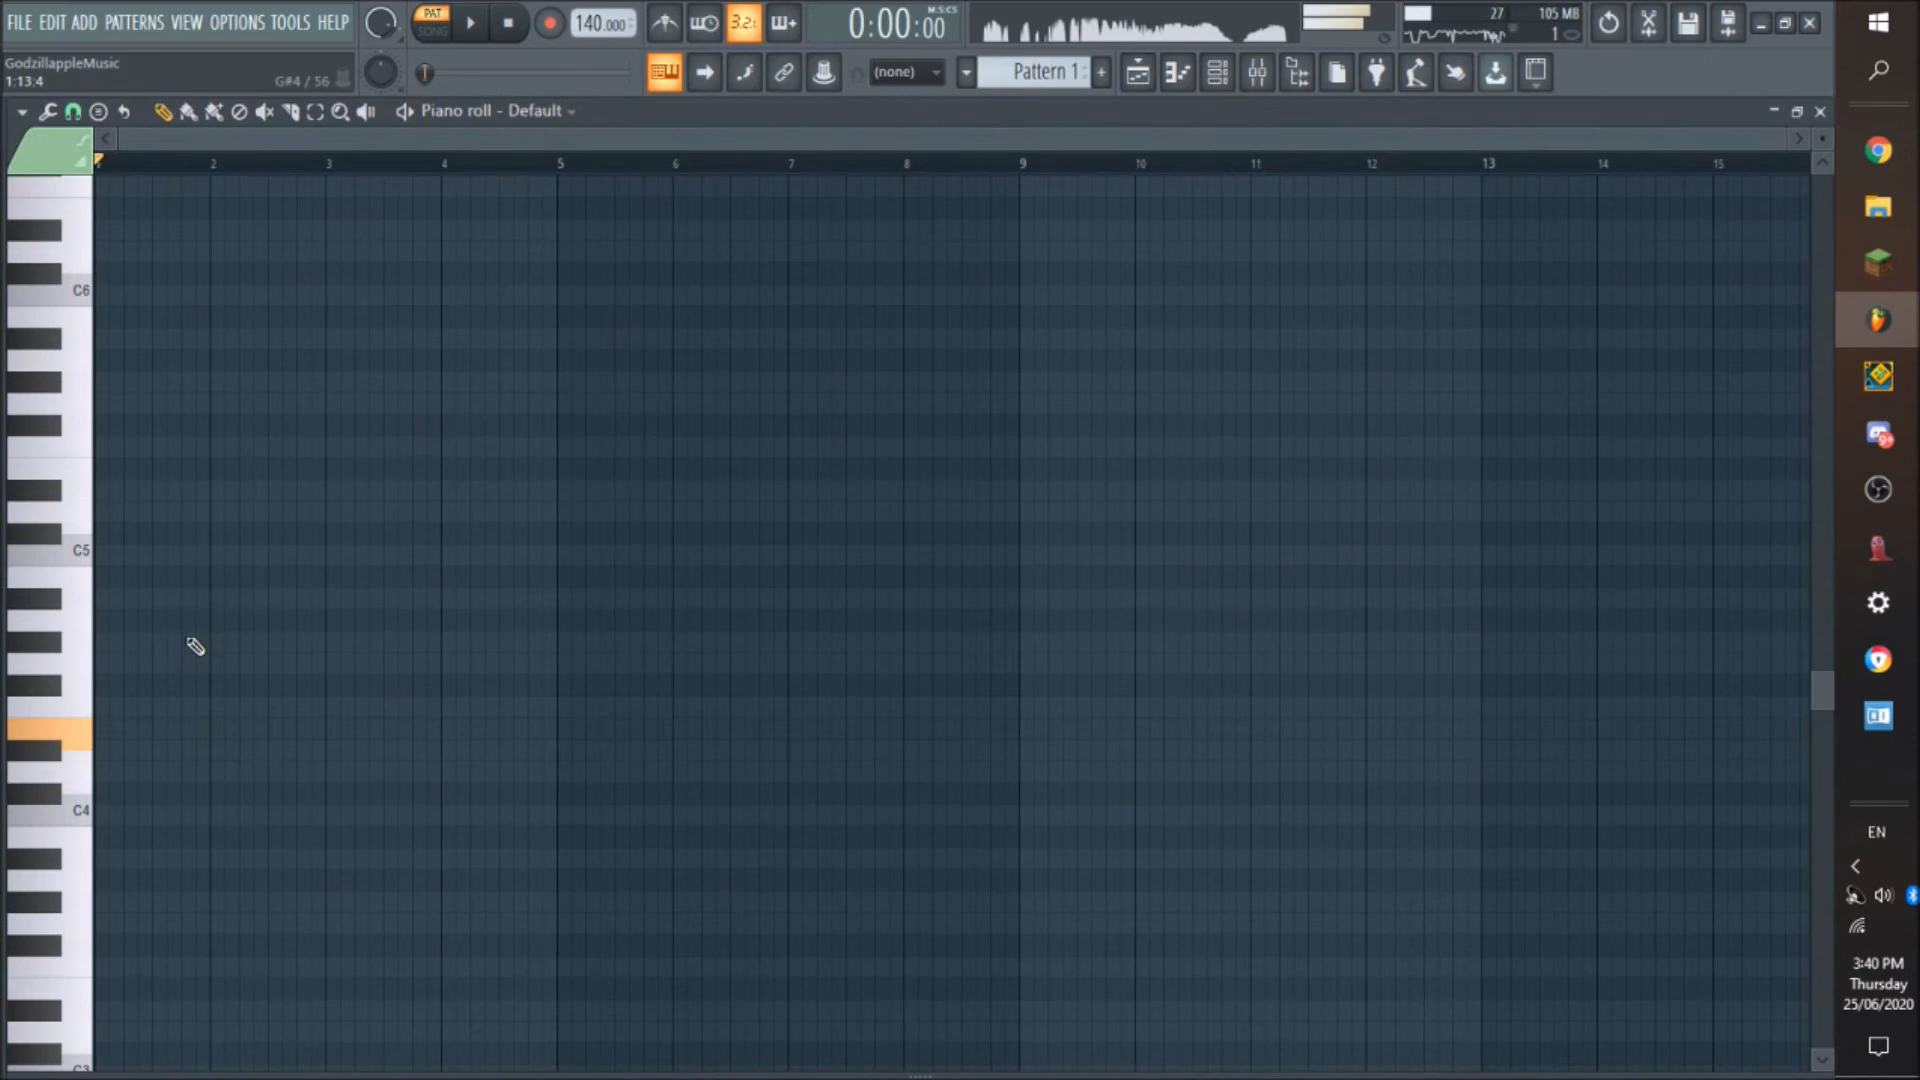 FILE EDIT ADD PATTERNS VIEW OPTIONS TOOLS HELP
PAT
SONG
140.000
3.2.
0:00:00
M:S:CS
27
105 MB
1
GodzillappleMusic
1:13:4
G#4 / 56
(none)
Pattern 1
+
Piano roll - Default
2 3 4 5 6 7 8 9 10 11 12 13 14 15
C6
C5
C4
C3
9+
EN
3:40 PM
Thursday
25/06/2020